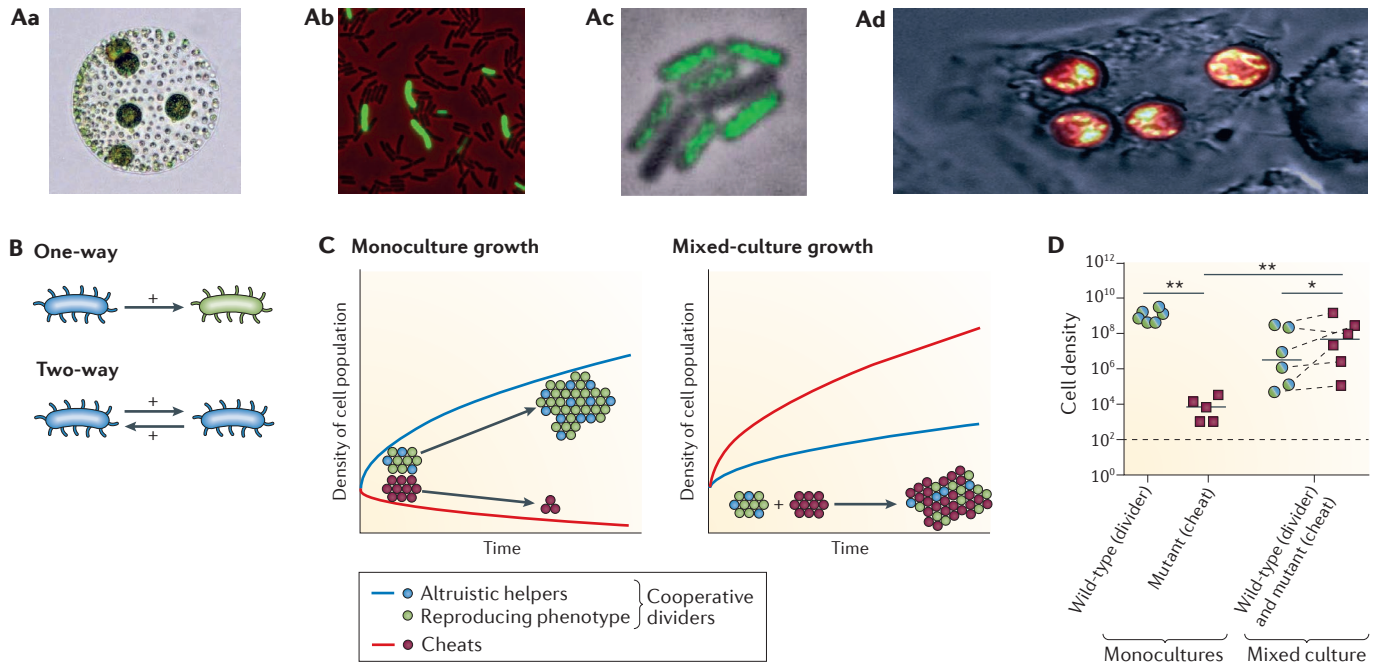 Aa
Ab
Ac
Ad
B
One-way
+
Two-way
+
+
C
Monoculture growth
Density of cell population
Time
Mixed-culture growth
Density of cell population
+
Time
Altruistic helpers
Reproducing phenotype
Cooperative
dividers
Cheats
D
Cell density
10¹²
10¹⁰
10⁸
10⁶
10⁴
10²
10⁰
**
**
*
Wild-type (divider)
Mutant (cheat)
Wild-type (divider)
and mutant (cheat)
Monocultures
Mixed culture